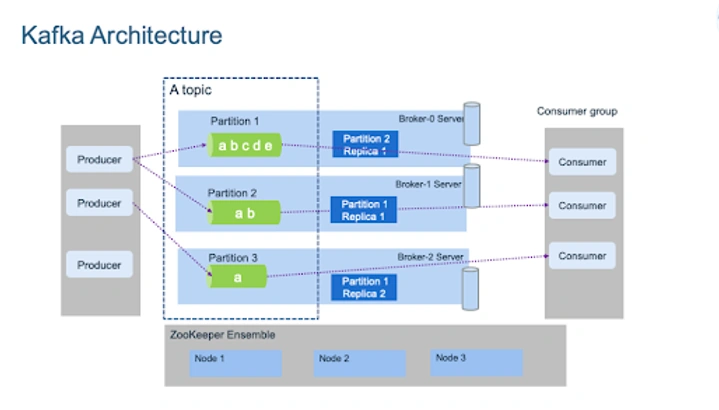 Kafka Architecture
A topic
Partition 1
Broker-0 Server
Consumer group
a b c d e
Partition 2
Replica 1
Producer
Consumer
Partition 2
Broker-1 Server
a b
Partition 1
Replica 1
Producer
Consumer
Partition 3
Broker-2 Server
a
Partition 1
Replica 2
Producer
Consumer
ZooKeeper Ensemble
Node 1
Node 2
Node 3